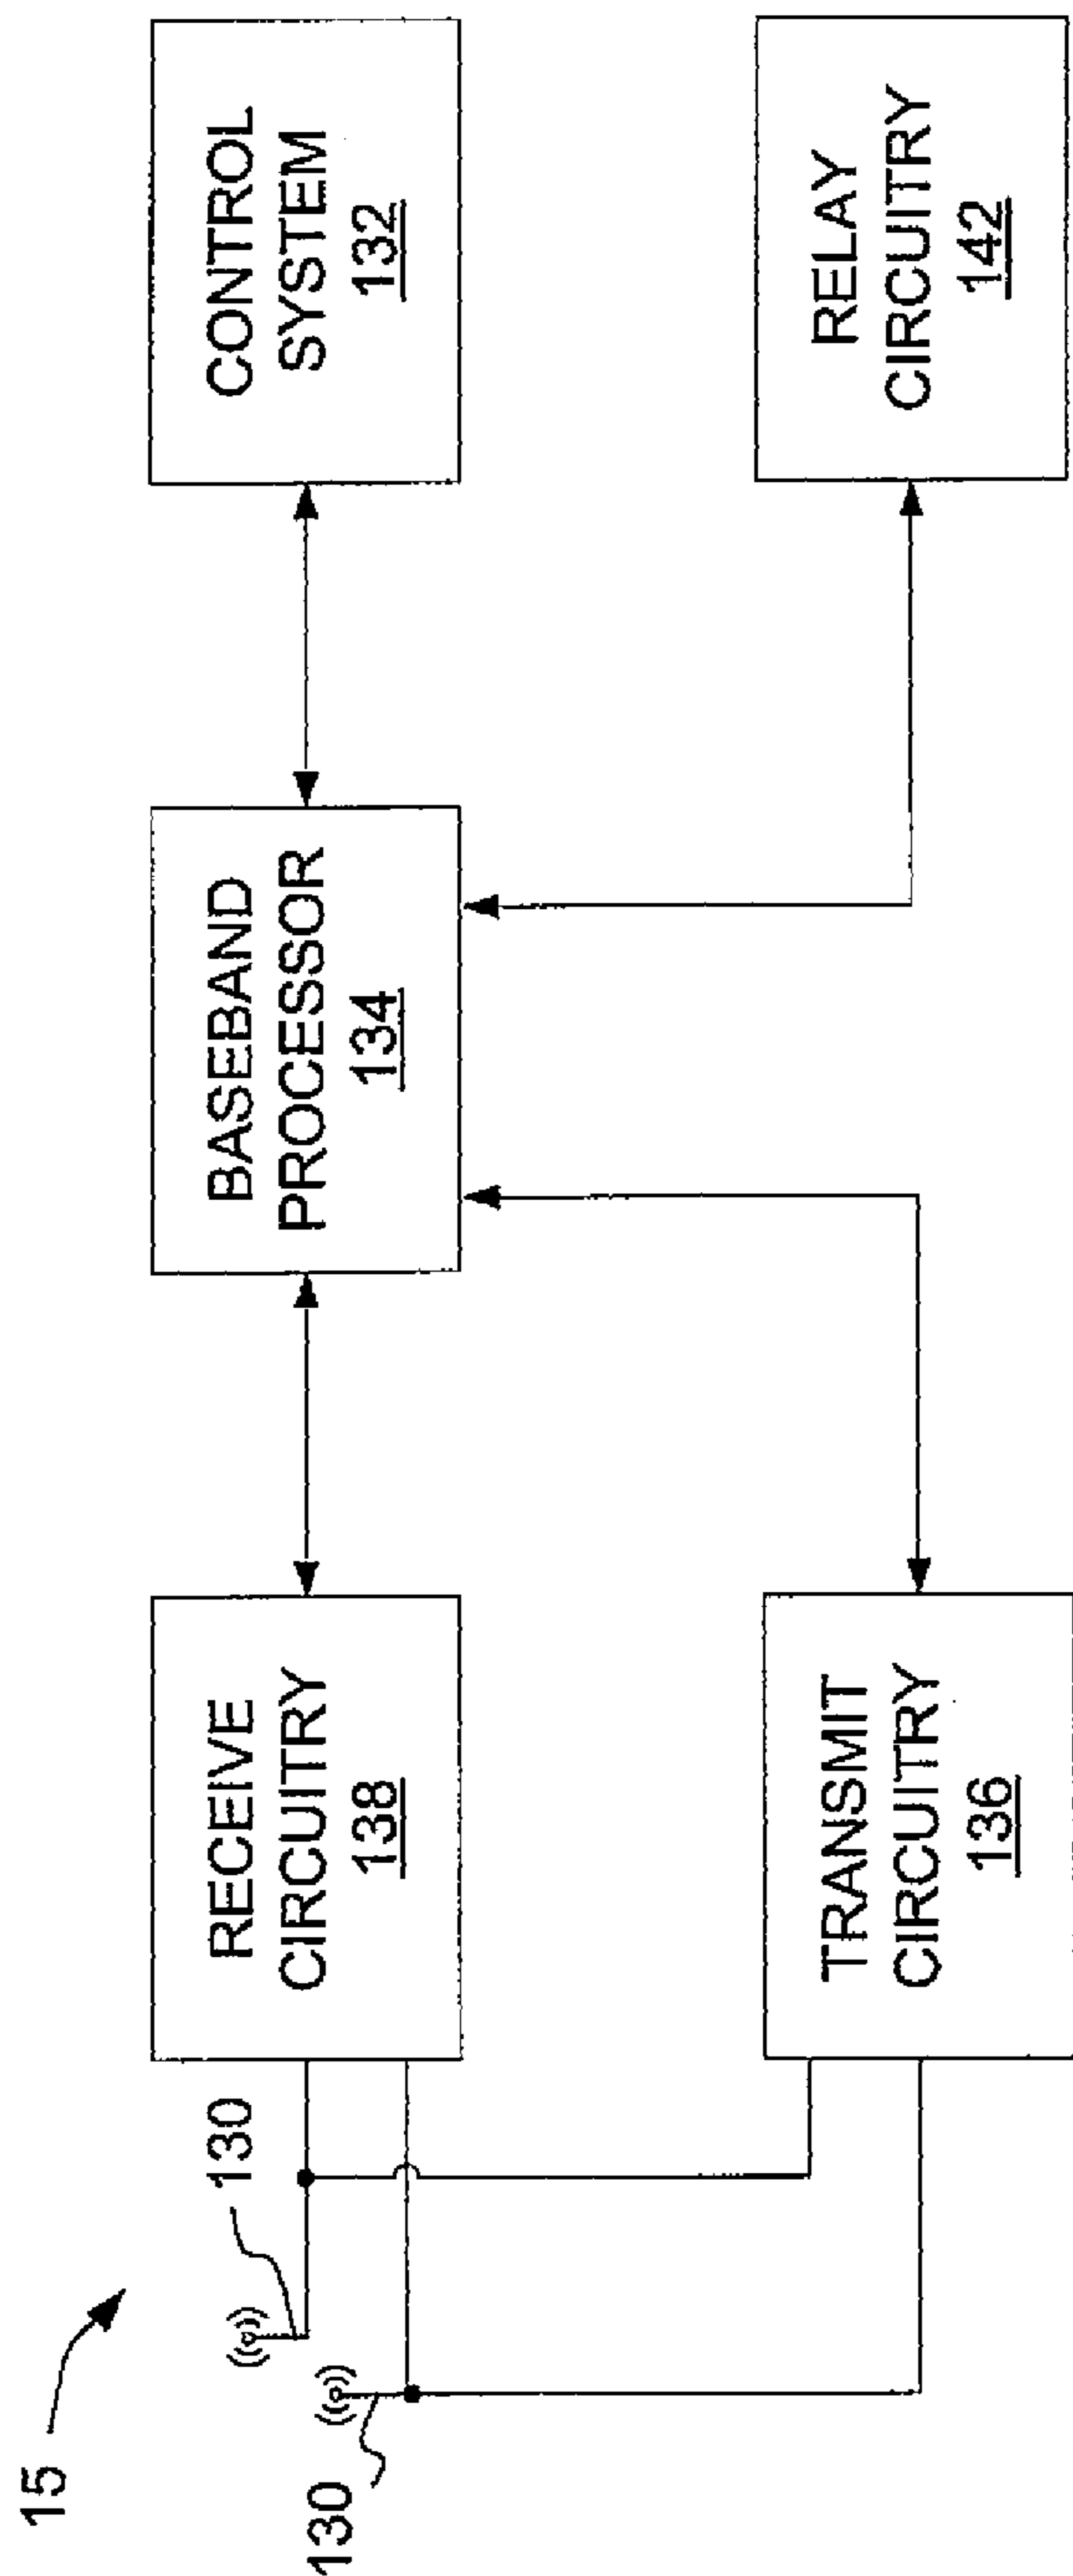 15
130
130
RECEIVE
CIRCUITRY
138
BASEBAND
PROCESSOR
134
CONTROL
SYSTEM
132
TRANSMIT
CIRCUITRY
136
RELAY
CIRCUITRY
142